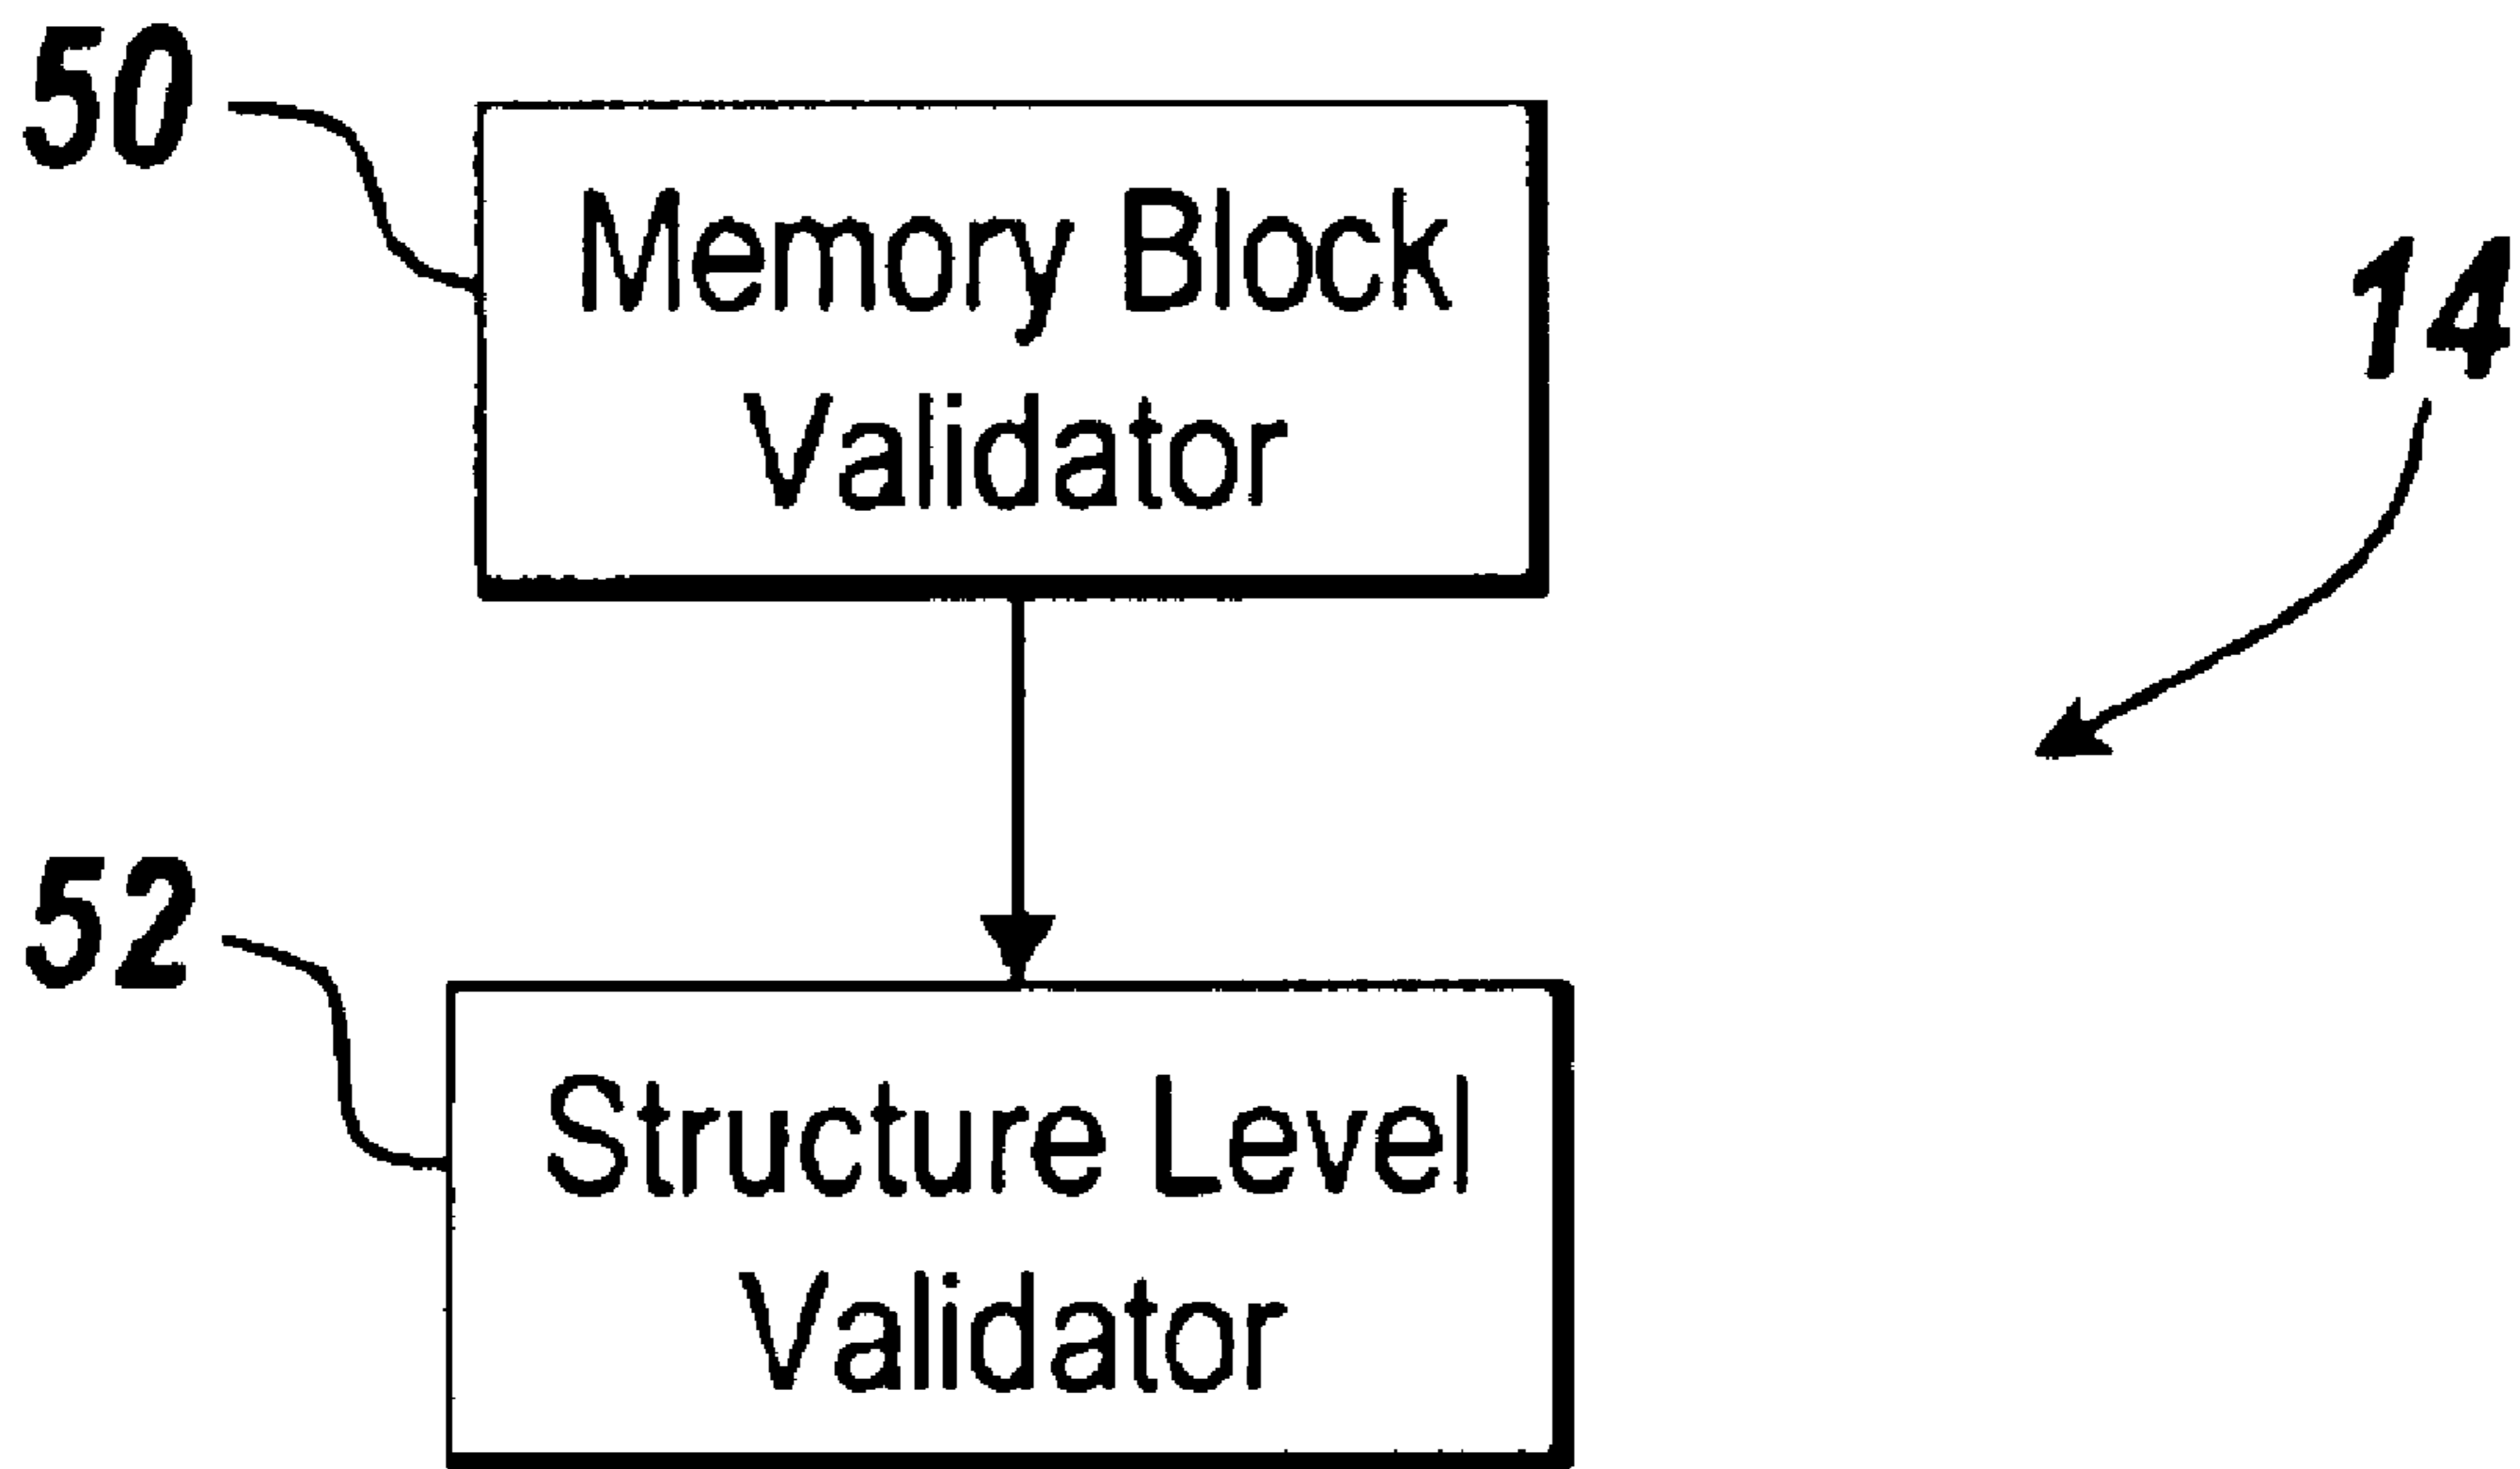 50
Memory Block
Validator
14
52
Structure Level
Validator